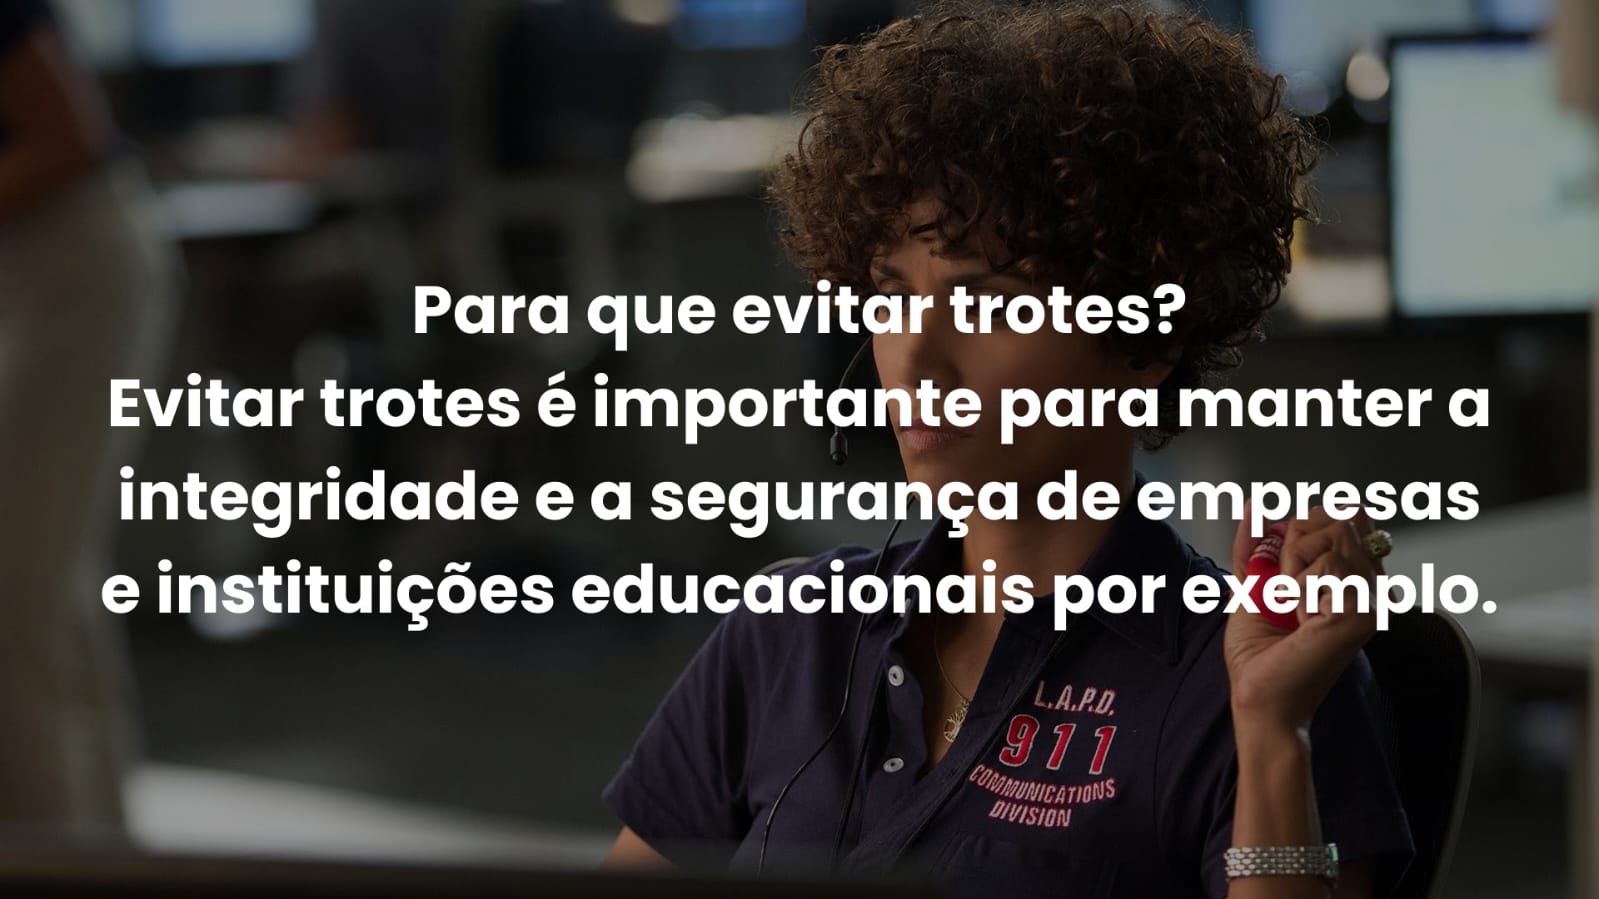 Para que evitar trotes?
Evitar trotes é importante para manter a
integridade e a segurança de empresas
e instituições educacionais por exemplo.
L.A.P.D.
911
COMMUNICATIONS
DIVISION